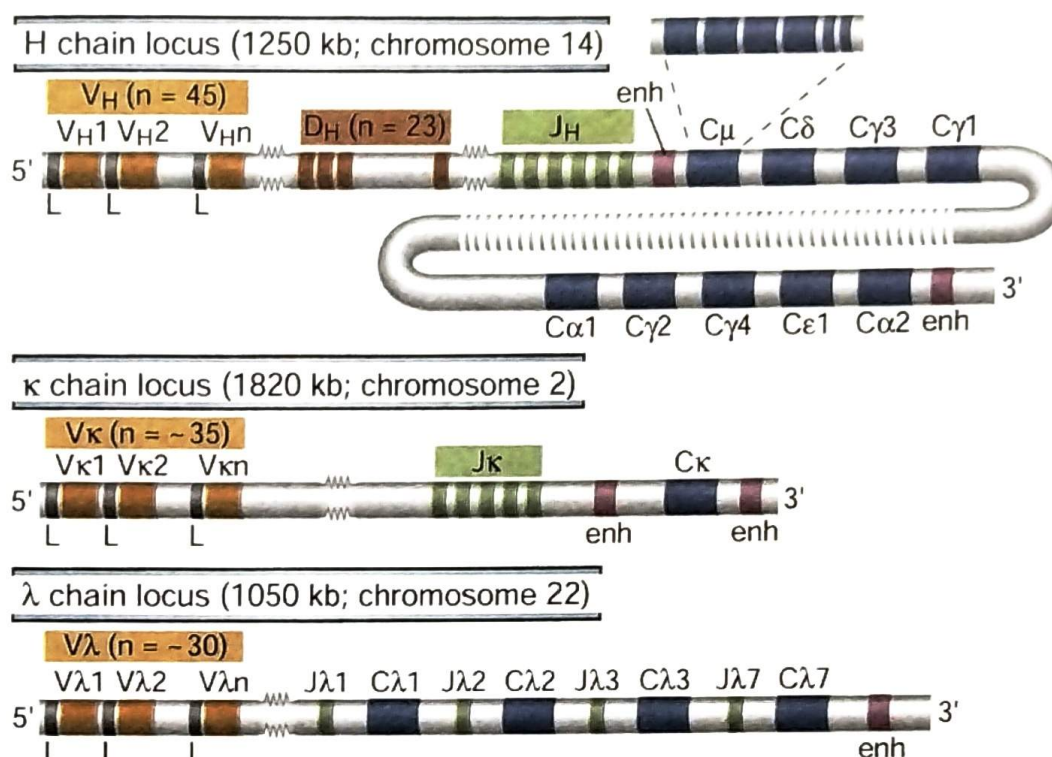 H chain locus (1250 kb; chromosome 14)
VH (n = 45)
VH1 VH2 VHn
DH (n = 23)
JH
enh
Cμ Cδ Cγ3 Cγ1
5'
L L L
3'
Cα1 Cγ2 Cγ4 Cε1 Cα2 enh
κ chain locus (1820 kb; chromosome 2)
Vκ (n = ~35)
Vκ1 Vκ2 Vκn
Jκ
Cκ
5' 3'
L L L
enh enh
λ chain locus (1050 kb; chromosome 22)
Vλ (n = ~30)
Vλ1 Vλ2 Vλn Jλ1 Cλ1 Jλ2 Cλ2 Jλ3 Cλ3 Jλ7 Cλ7
5' 3'
L L L
enh